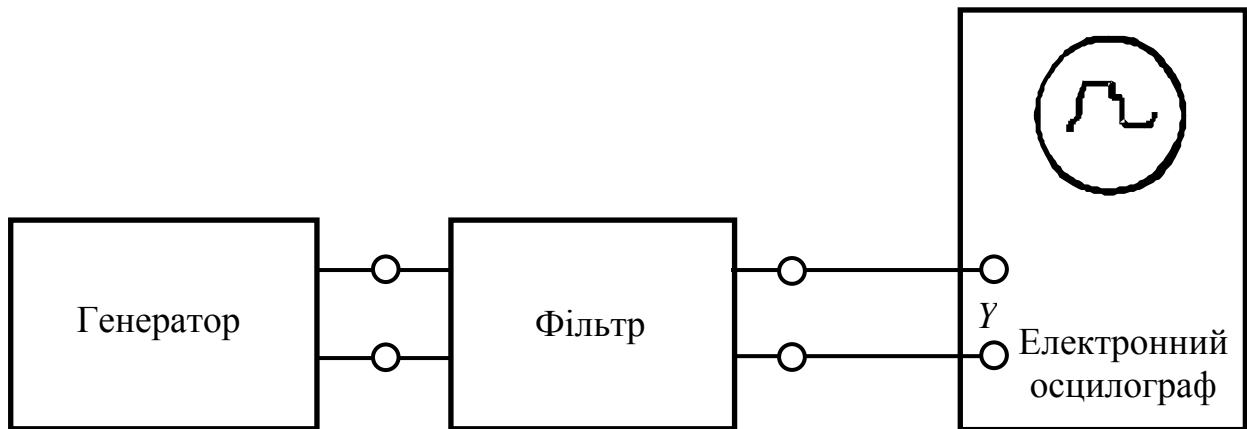 Генератор
Фільтр
Y
Електронний
осцилограф